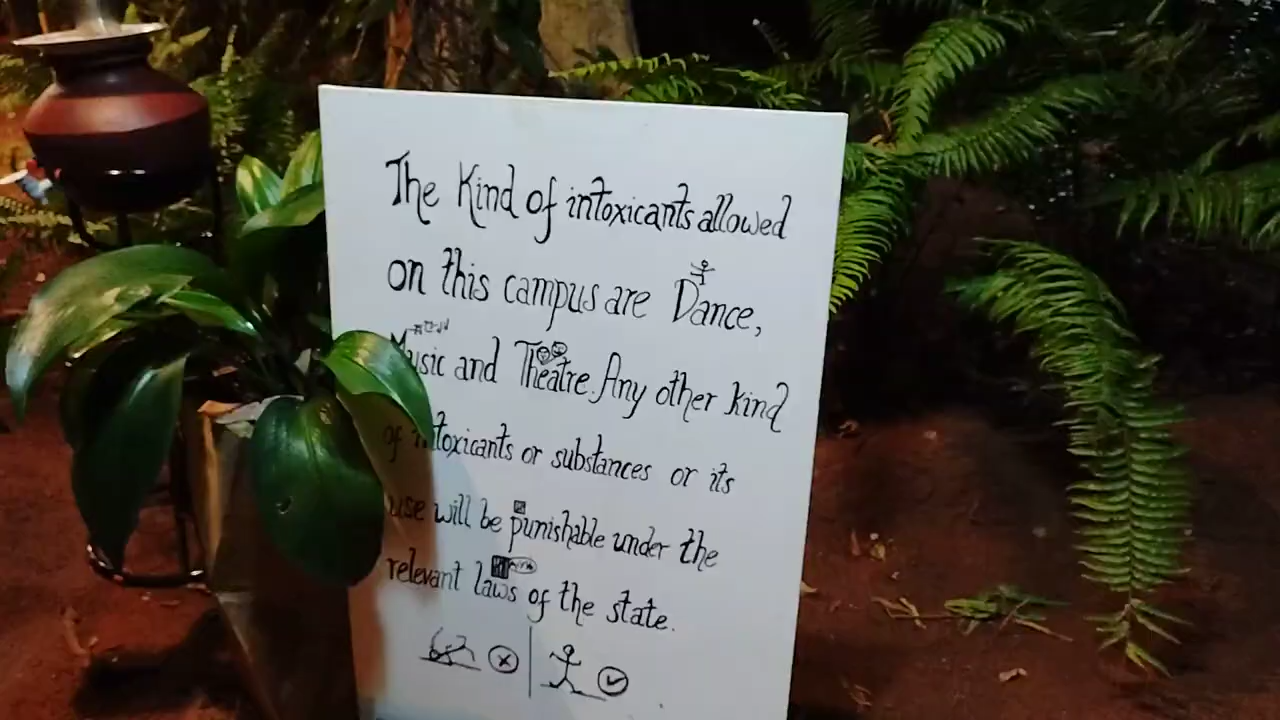 The Kind of intoxicants allowed
on this campus are Dance,
Music and Theatre. Any other kind
of intoxicants or substances or its
use will be punishable under the
relevant laws of the state.